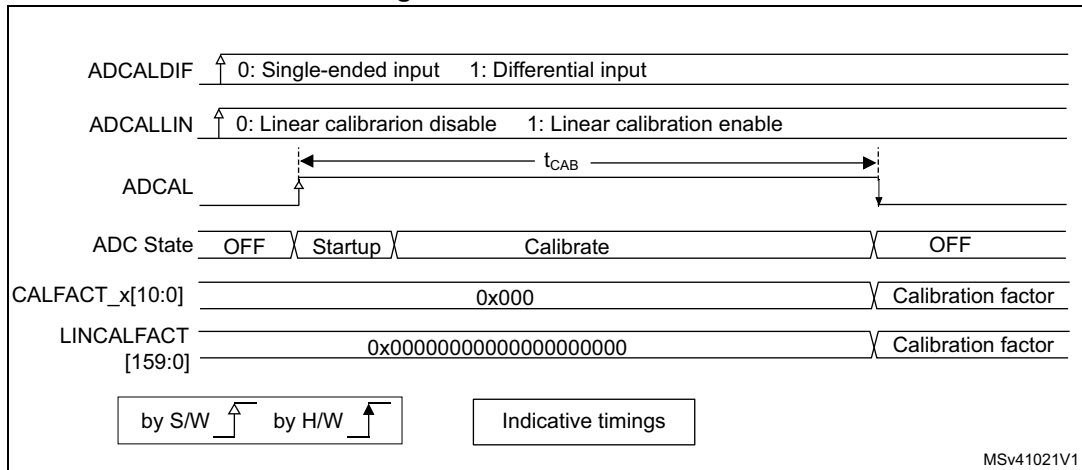 ADCALDIF 0: Single-ended input 1: Differential input
ADCALLIN 0: Linear calibrarion disable 1: Linear calibration enable
tCAB
ADCAL
ADC State OFF Startup Calibrate OFF
CALFACT_x[10:0] 0x000 Calibration factor
LINCALFACT
[159:0] 0x00000000000000000000 Calibration factor
by S/W by H/W Indicative timings
MSv41021V1